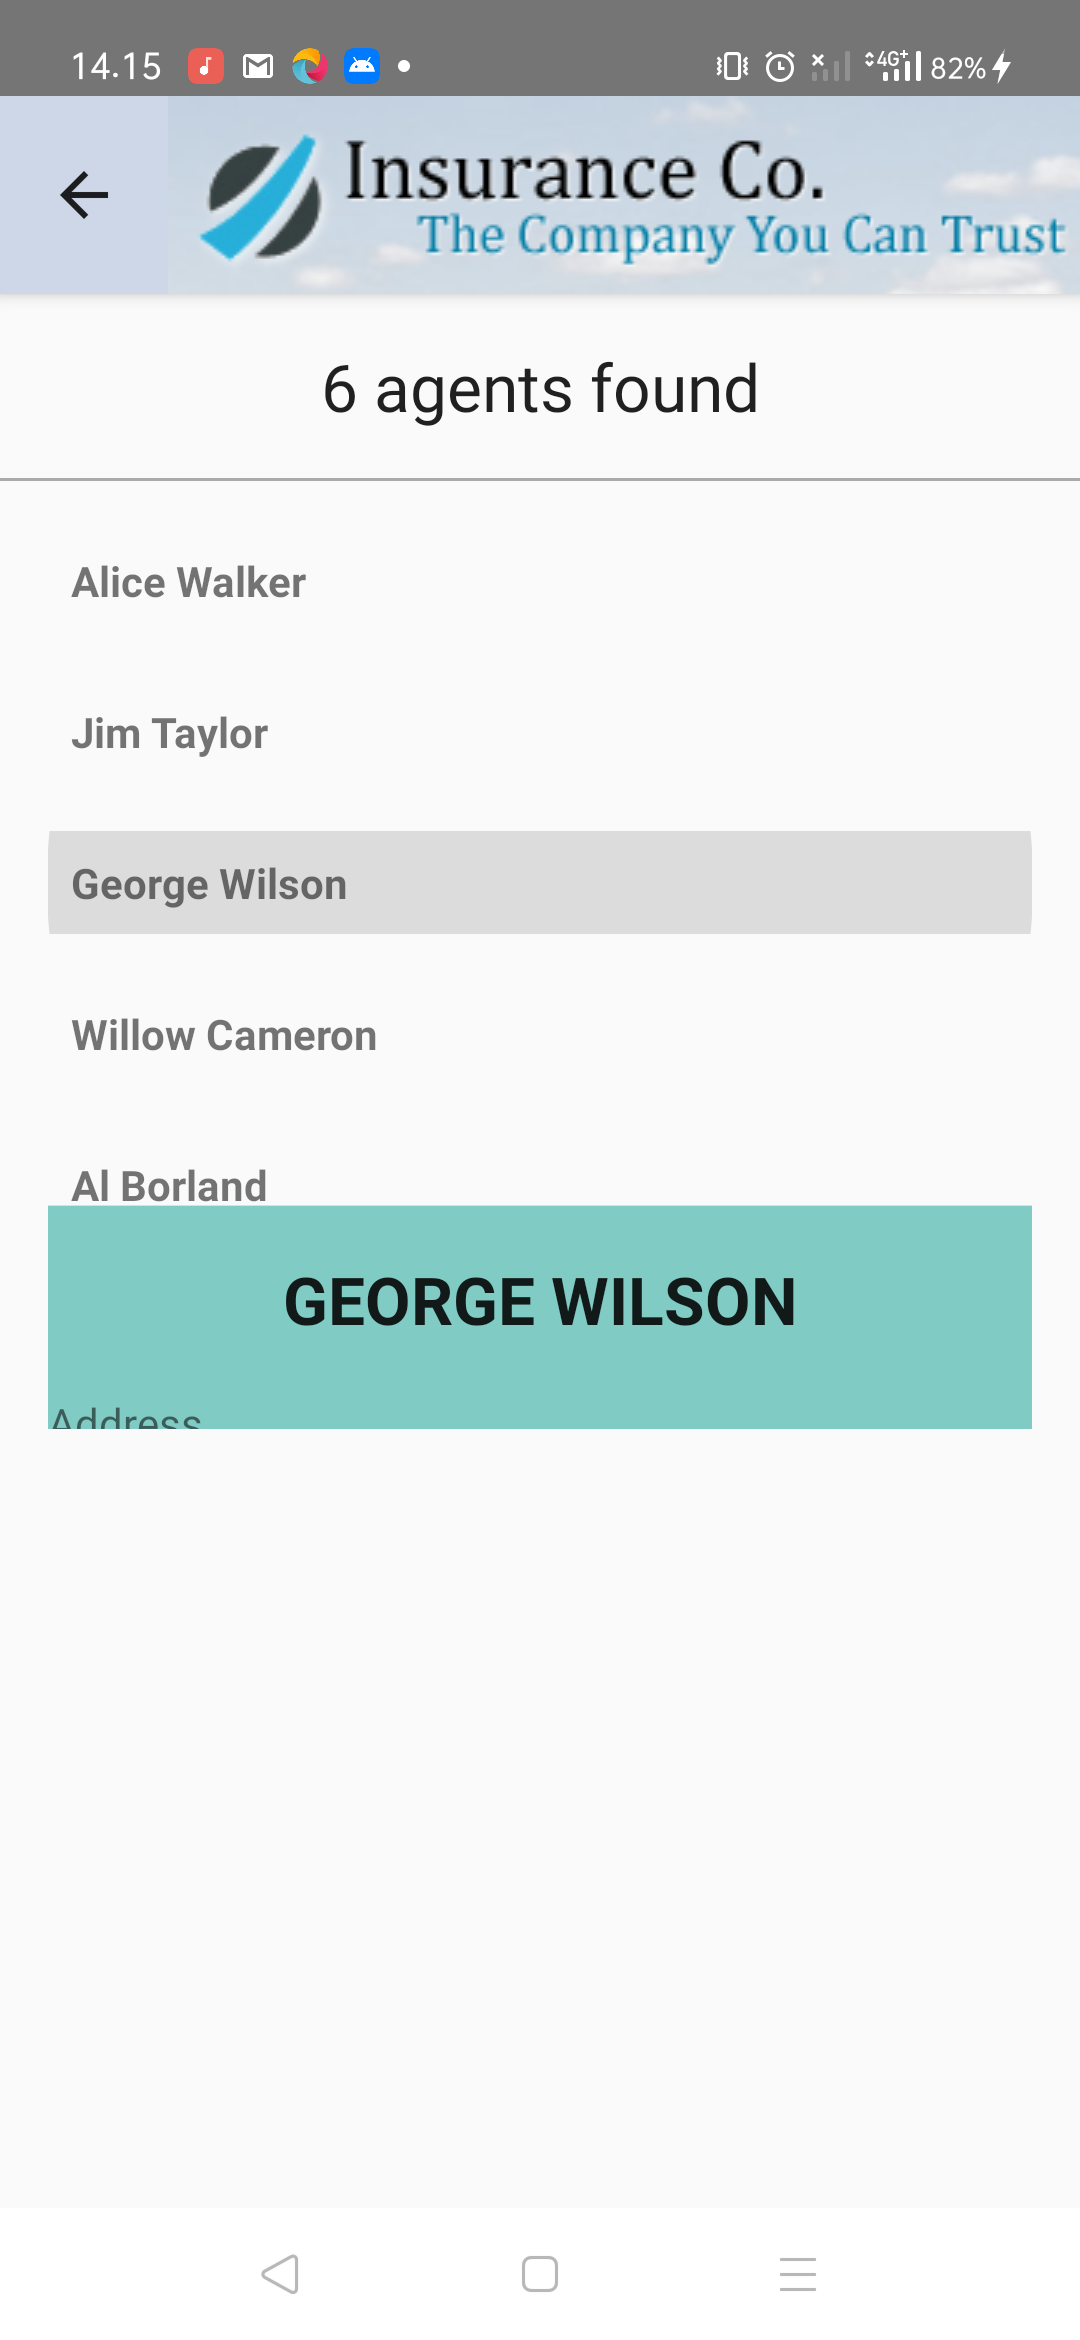 14.15
4G+
82%
Insurance Co.
The Company You Can Trust
6 agents found
Alice Walker
Jim Taylor
George Wilson
Willow Cameron
Al Borland
GEORGE WILSON
Address